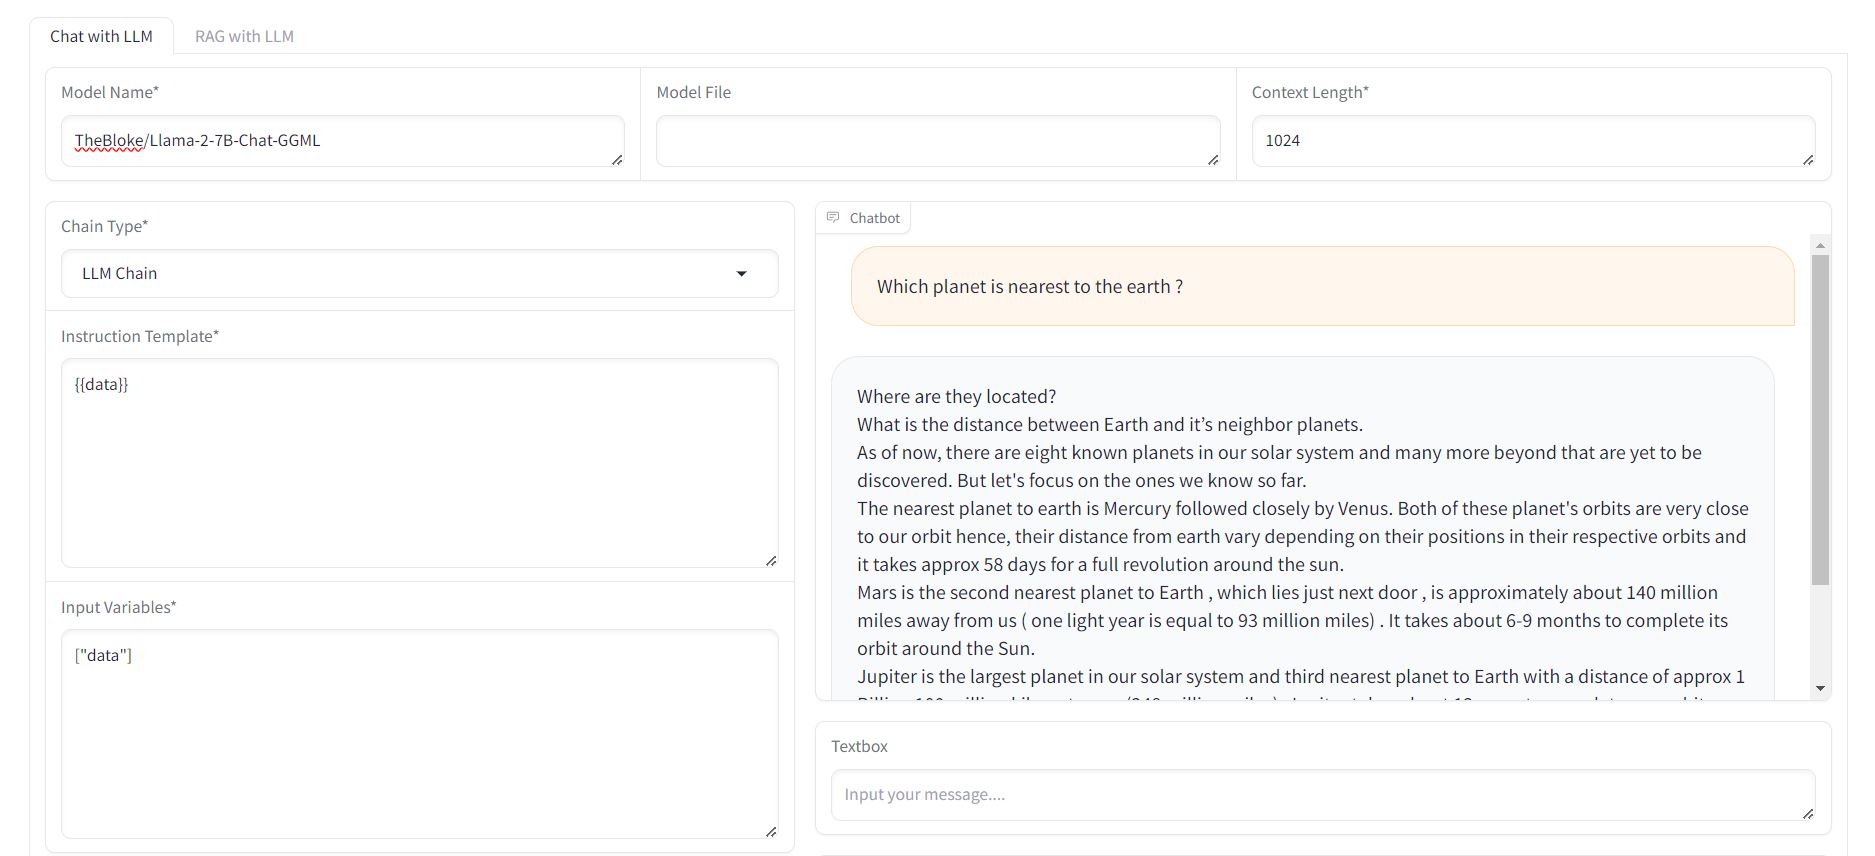 Chat with LLM
RAG with LLM
Model Name*
Model File
Context Length*
TheBloke/Llama-2-7B-Chat-GGML
1024
Chain Type*
LLM Chain
Instruction Template*
{{data}}
Input Variables*
["data"]
Chatbot
Which planet is nearest to the earth ?
Where are they located?
What is the distance between Earth and it’s neighbor planets.
As of now, there are eight known planets in our solar system and many more beyond that are yet to be
discovered. But let's focus on the ones we know so far.
The nearest planet to earth is Mercury followed closely by Venus. Both of these planet's orbits are very close
to our orbit hence, their distance from earth vary depending on their positions in their respective orbits and
it takes approx 58 days for a full revolution around the sun.
Mars is the second nearest planet to Earth , which lies just next door , is approximately about 140 million
miles away from us ( one light year is equal to 93 million miles) . It takes about 6-9 months to complete its
orbit around the Sun.
Jupiter is the largest planet in our solar system and third nearest planet to Earth with a distance of approx 1
Textbox
Input your message....